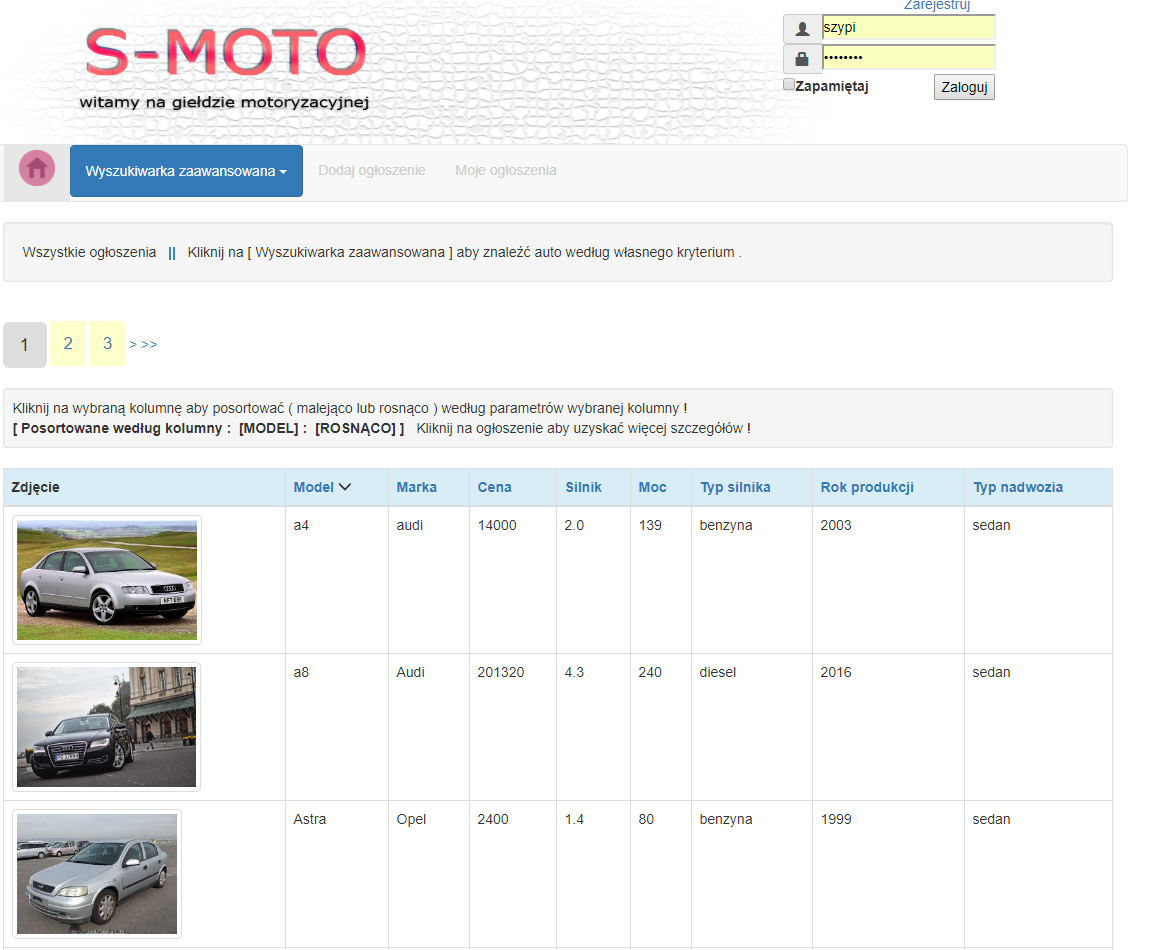 Zarejestruj
S-MOTO
witamy na giełdzie motoryzacyjnej
szypi
••••••••
Zapamiętaj
Zaloguj
Wyszukiwarka zaawansowana Dodaj ogłoszenie Moje ogłoszenia
Wszystkie ogłoszenia || Kliknij na [ Wyszukiwarka zaawansowana ] aby znaleźć auto według własnego kryterium .
1 2 3 > >>
Kliknij na wybraną kolumnę aby posortować ( malejąco lub rosnąco ) według parametrów wybranej kolumny !
[ Posortowane według kolumny : [MODEL] : [ROSNĄCO] ] Kliknij na ogłoszenie aby uzyskać więcej szczegółów !
Zdjęcie Model Marka Cena Silnik Moc Typ silnika Rok produkcji Typ nadwozia
a4 audi 14000 2.0 139 benzyna 2003 sedan
a8 Audi 201320 4.3 240 diesel 2016 sedan
Astra Opel 2400 1.4 80 benzyna 1999 sedan